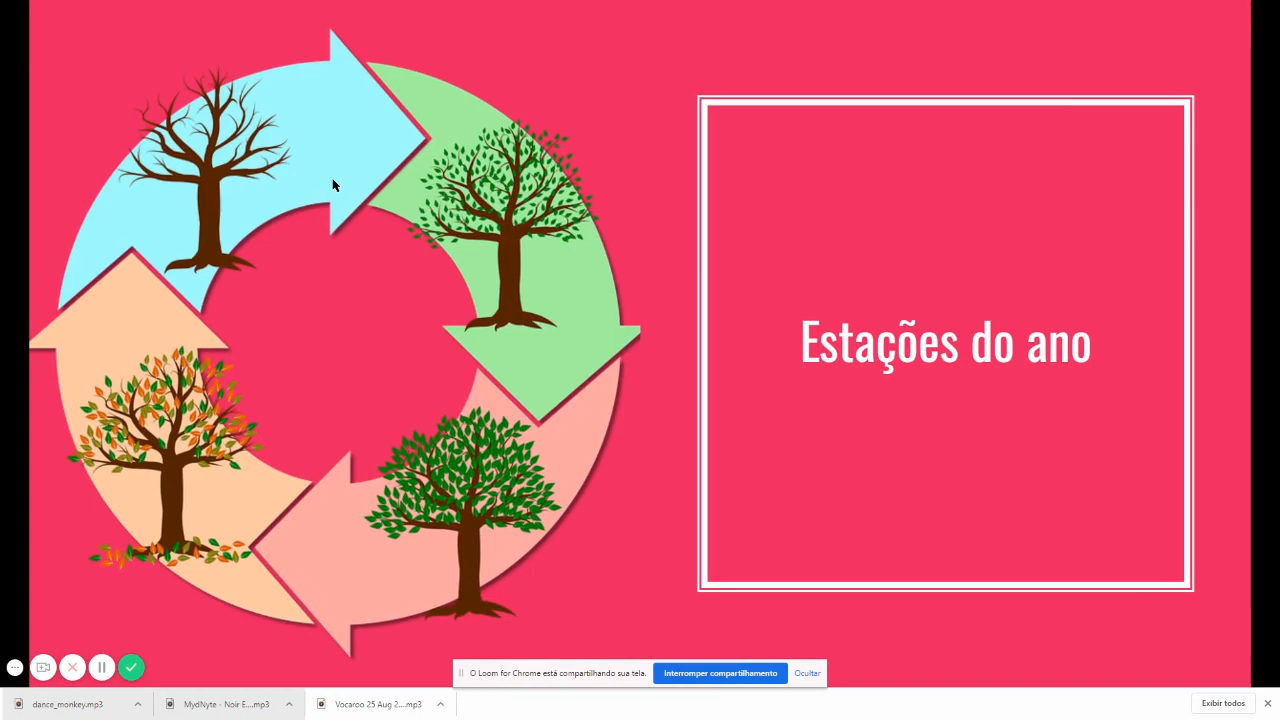 Estações do ano
O Loom for Chrome está compartilhando sua tela.
Interromper compartilhamento
Ocultar
dance_monkey.mp3
MydNyte - Noir E....mp3
Vocaroo 25 Aug 2....mp3
Exibir todos